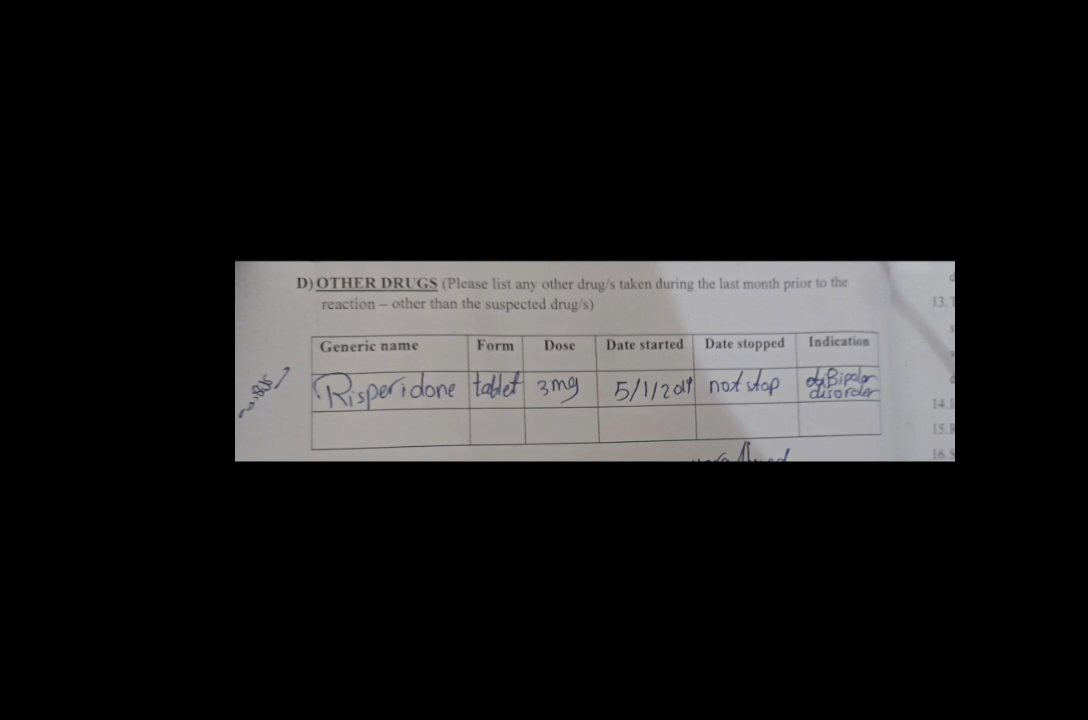 D) OTHER DRUGS (Please list any other drug/s taken during the last month prior to the
reaction – other than the suspected drug/s)
Generic name Form Dose Date started Date stopped Indication
Risperidone tablet 3mg 5/1/2019 not stop Bipolar
disorder
13.
14.
15.
16.